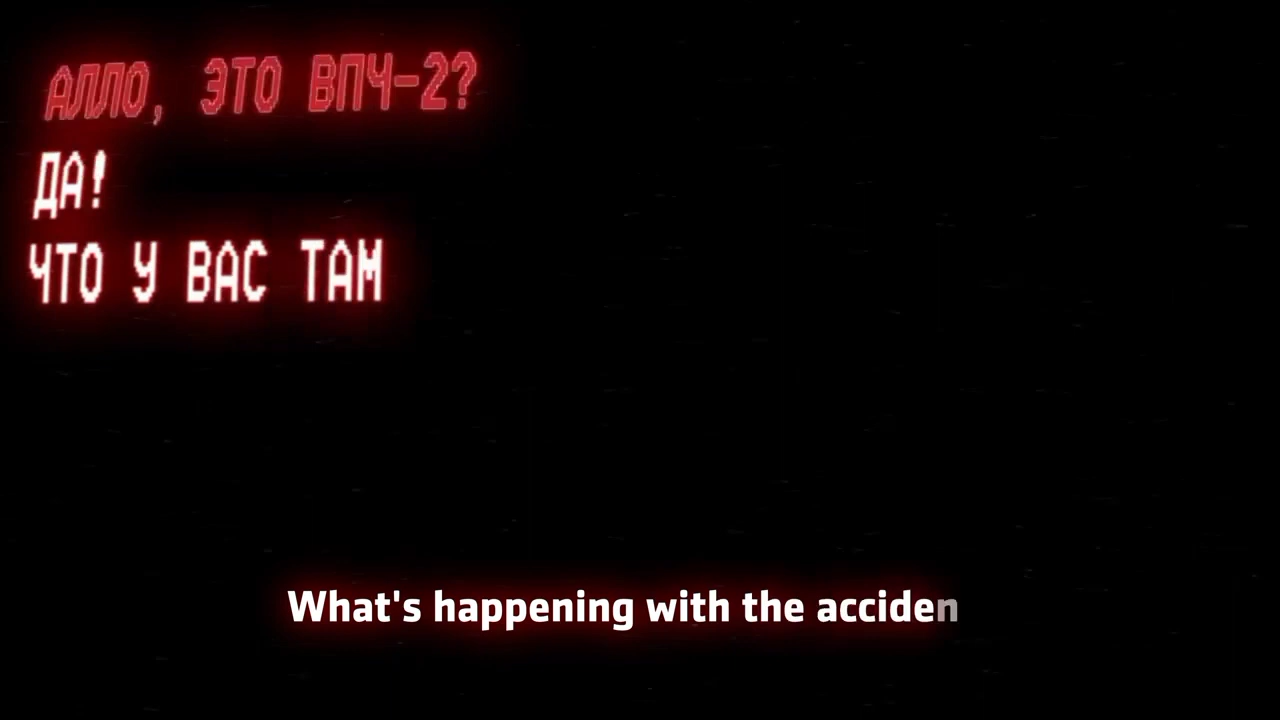 АЛЛО, ЭТО ВПЧ-2?
ДА!
ЧТО У ВАС ТАМ
What's happening with the acciden